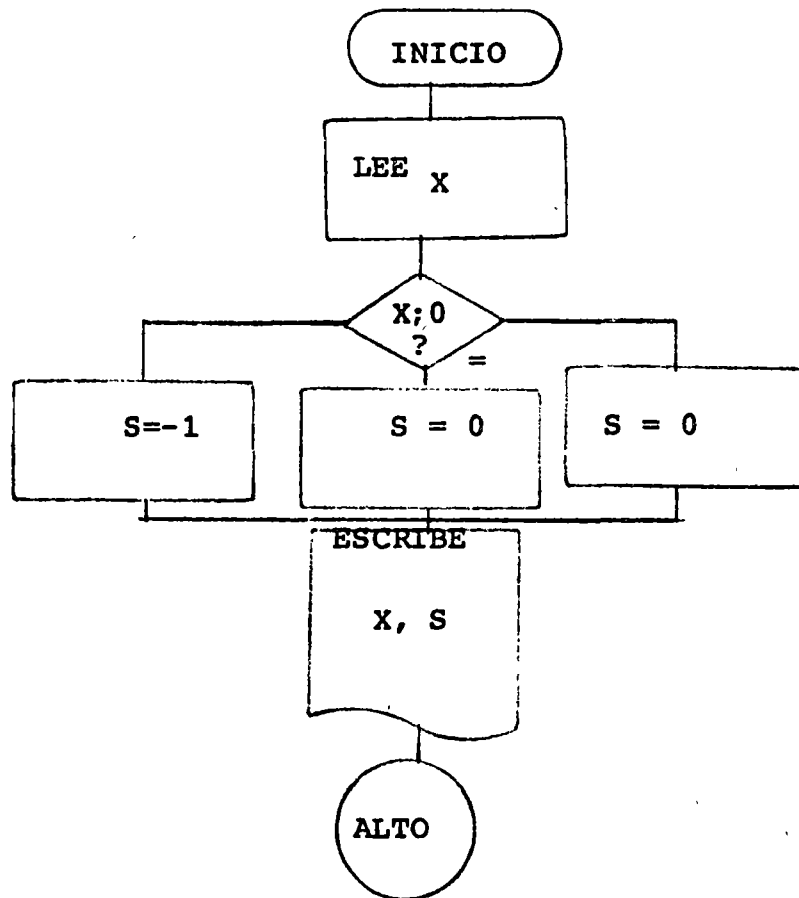 INICIO
LEE X
X;0
?
=
S=-1
S = 0
S = 0
ESCRIBE
X, S
ALTO